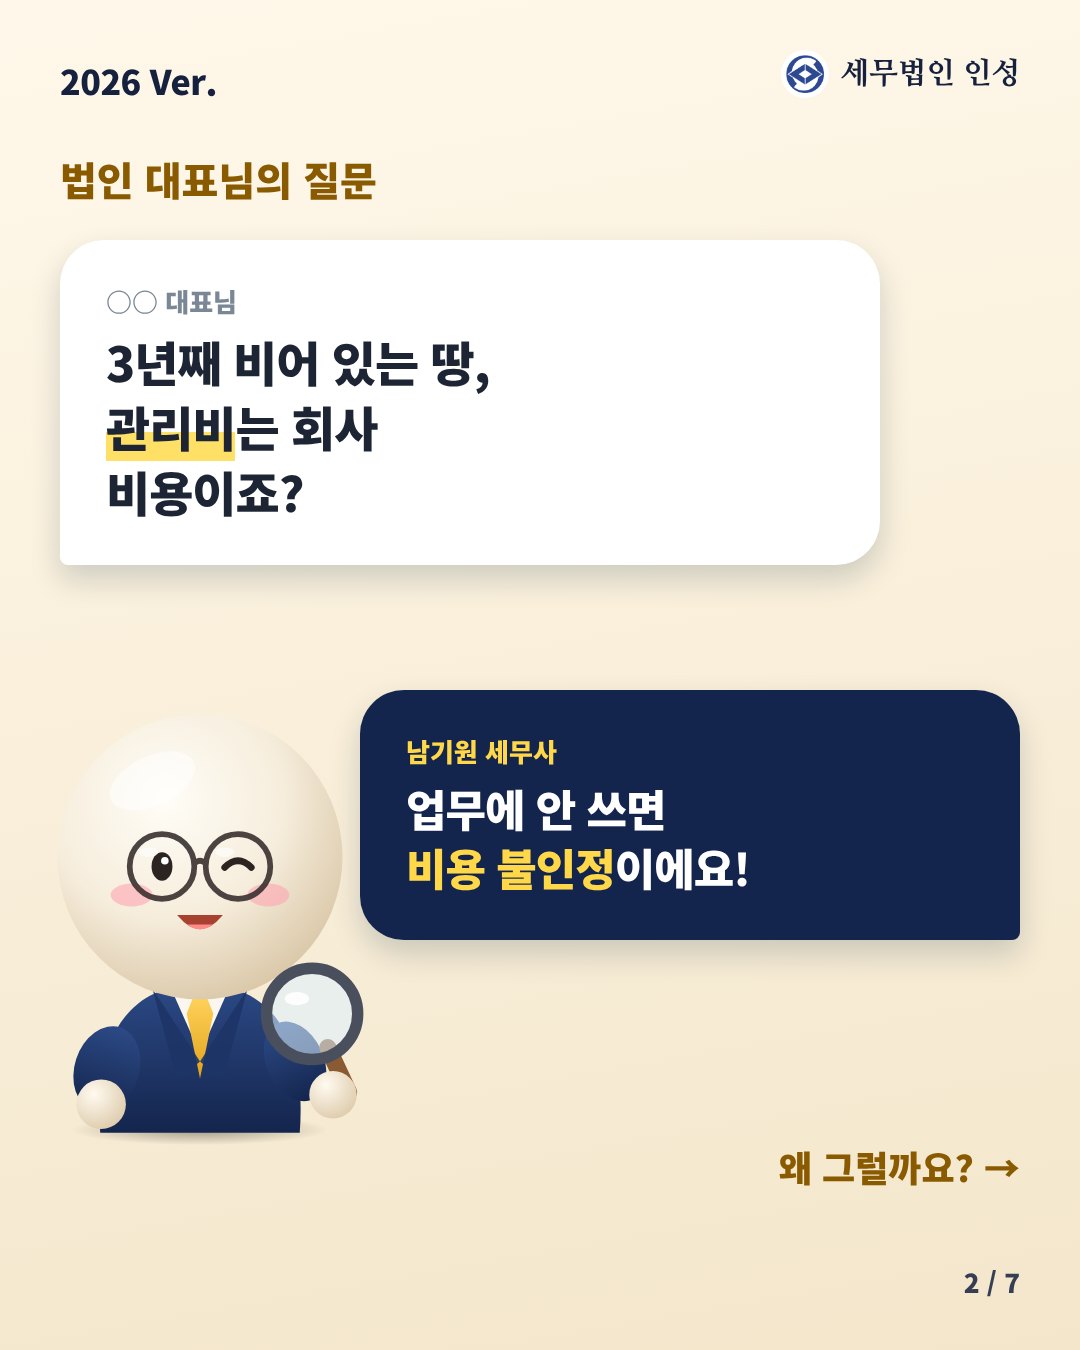 2026 Ver.
세무법인 인성
법인 대표님의 질문
○○ 대표님
3년째 비어 있는 땅,
관리비는 회사
비용이죠?
남기원 세무사
업무에 안 쓰면
비용 불인정이에요!
왜 그럴까요? →
2 / 7